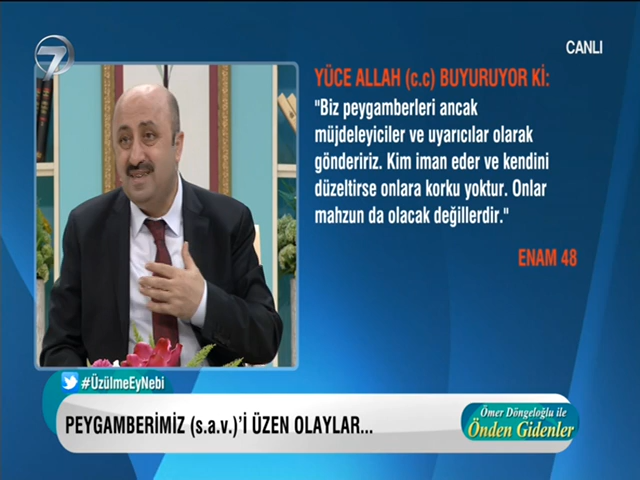 7
CANLI
YÜCE ALLAH (c.c) BUYURUYOR Kİ:
"Biz peygamberleri ancak
müjdeleyiciler ve uyarıcılar olarak
göndeririz. Kim iman eder ve kendini
düzeltirse onlara korku yoktur. Onlar
mahzun da olacak değillerdir."
ENAM 48
#ÜzülmeEyNebi
PEYGAMBERİMİZ (s.a.v.)'İ ÜZEN OLAYLAR...
Ömer Döngeloğlu ile
Önden Gidenler